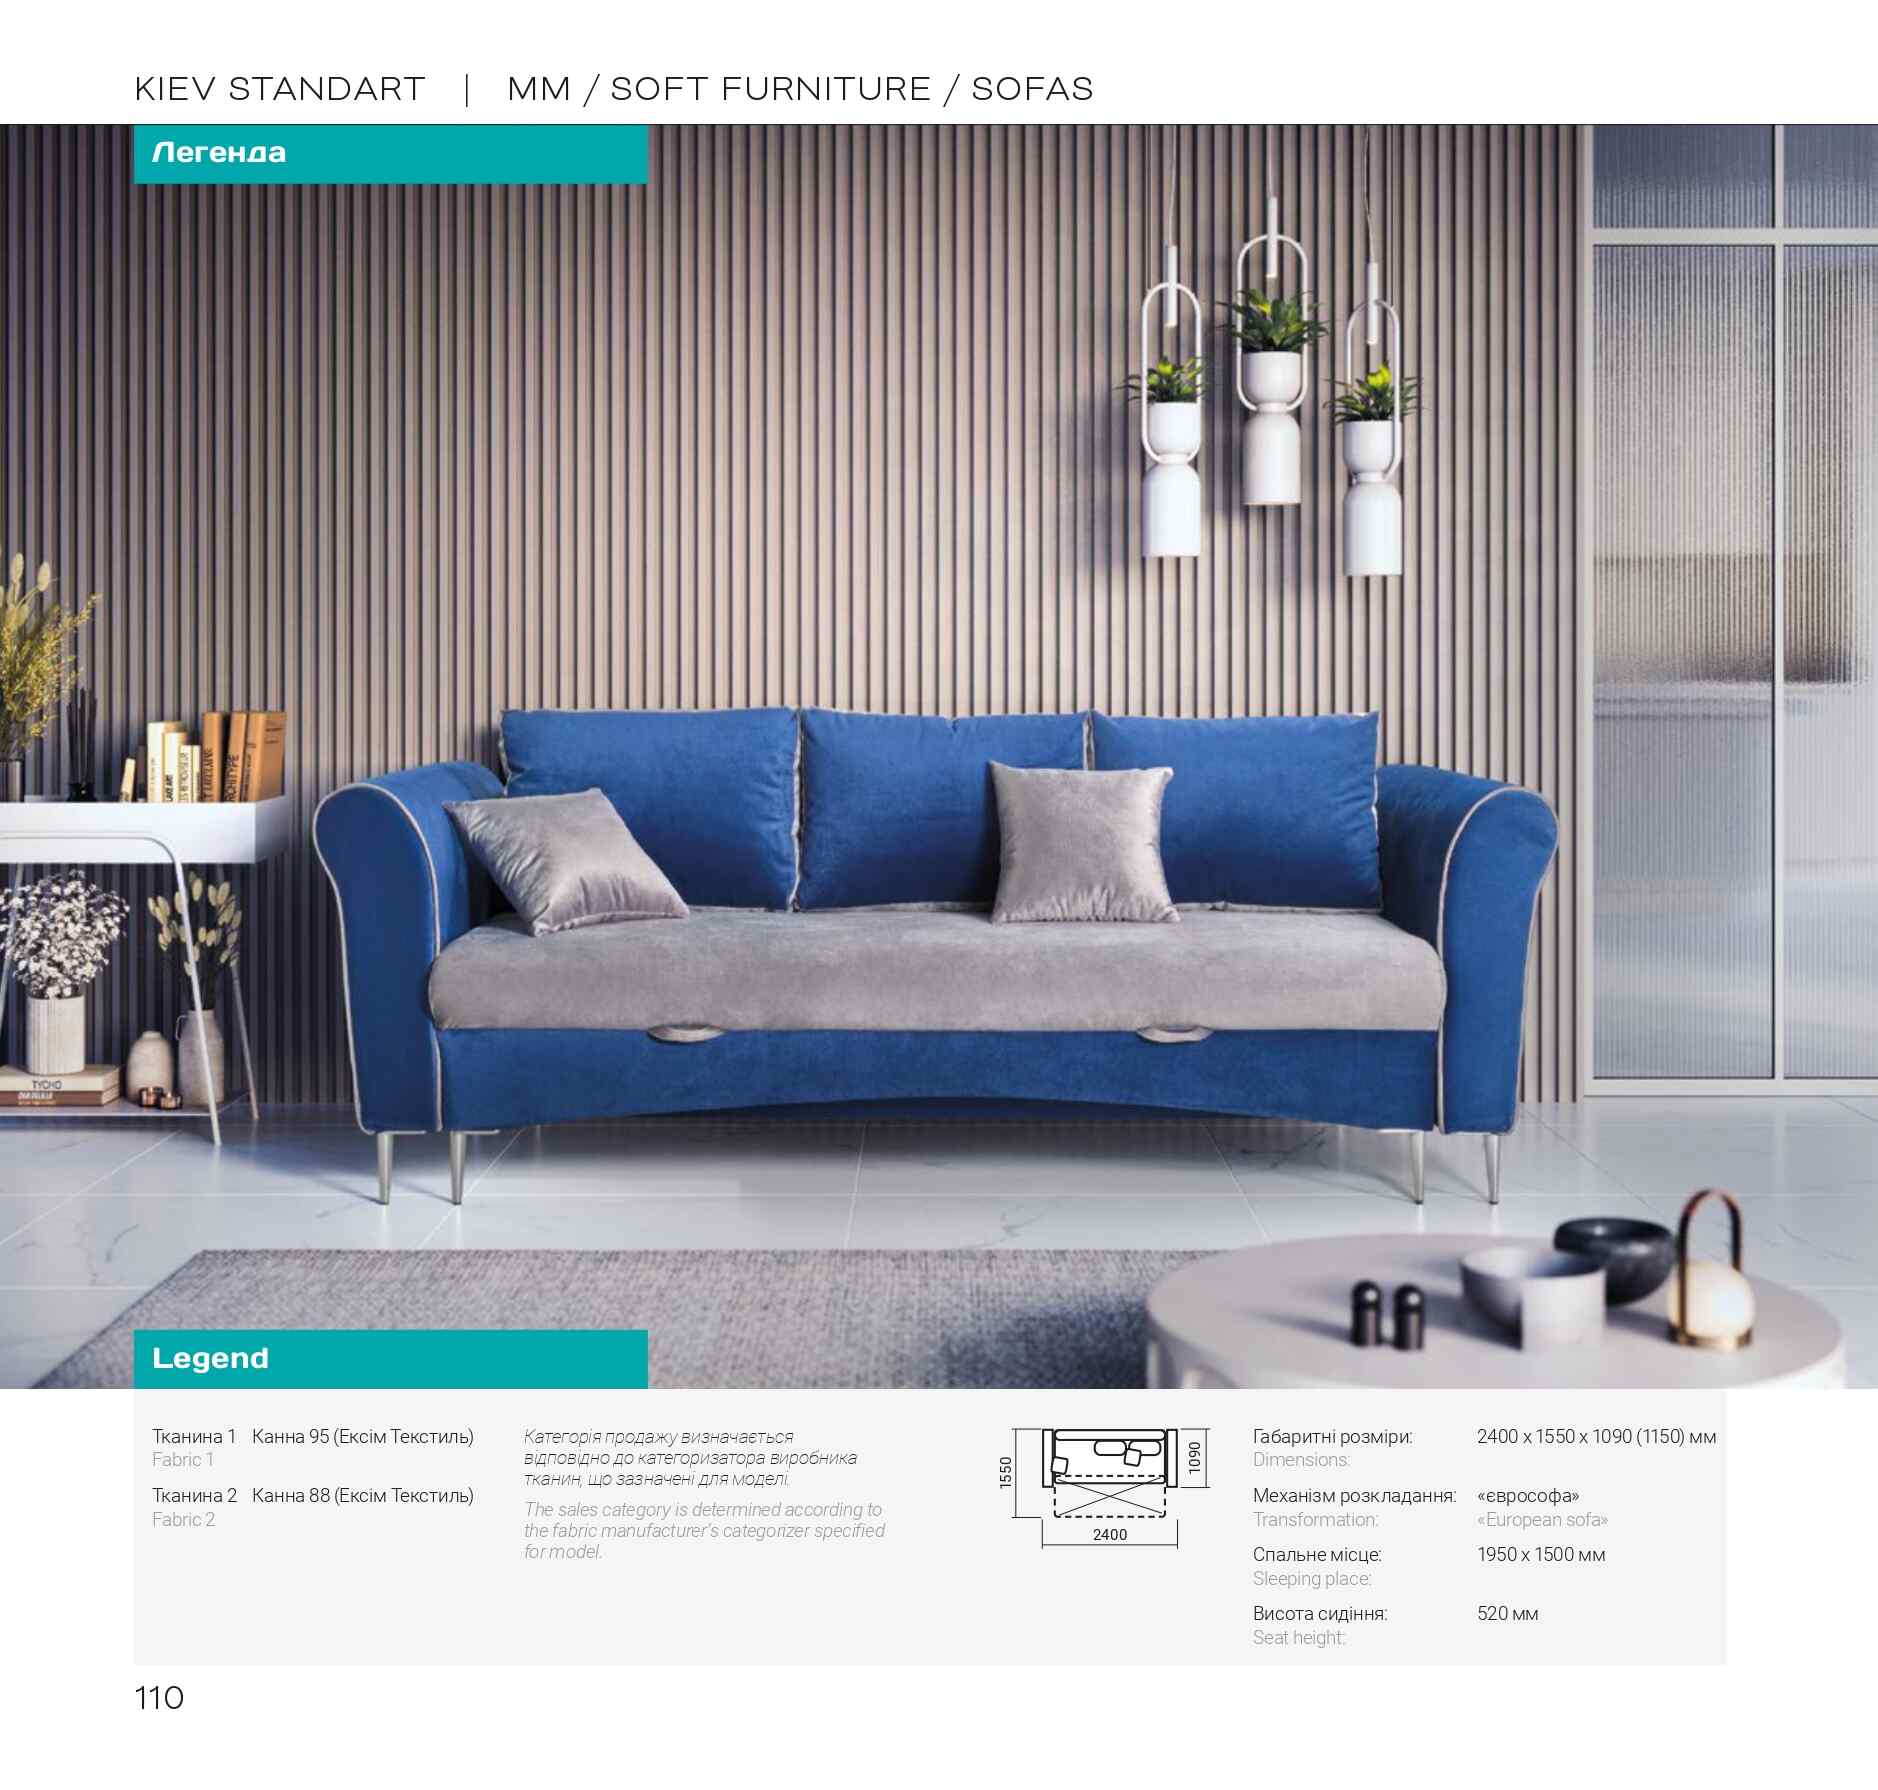 KIEV STANDART | MM / SOFT FURNITURE / SOFAS
Легенда
ARCHITYPE
TYCHO
Legend
Тканина 1 Канна 95 (Ексім Текстиль)
Fabric 1
Тканина 2 Канна 88 (Ексім Текстиль)
Fabric 2
Категорія продажу визначається
відповідно до категоризатора виробника
тканин, що зазначені для моделі.
The sales category is determined according to
the fabric manufacturer's categorizer specified
for model.
1550
1090
2400
Габаритні розміри: 2400 x 1550 x 1090 (1150) мм
Dimensions:
Механізм розкладання: «єврософа»
Transformation: «European sofa»
Спальне місце: 1950 x 1500 мм
Sleeping place:
Висота сидіння: 520 мм
Seat height:
110